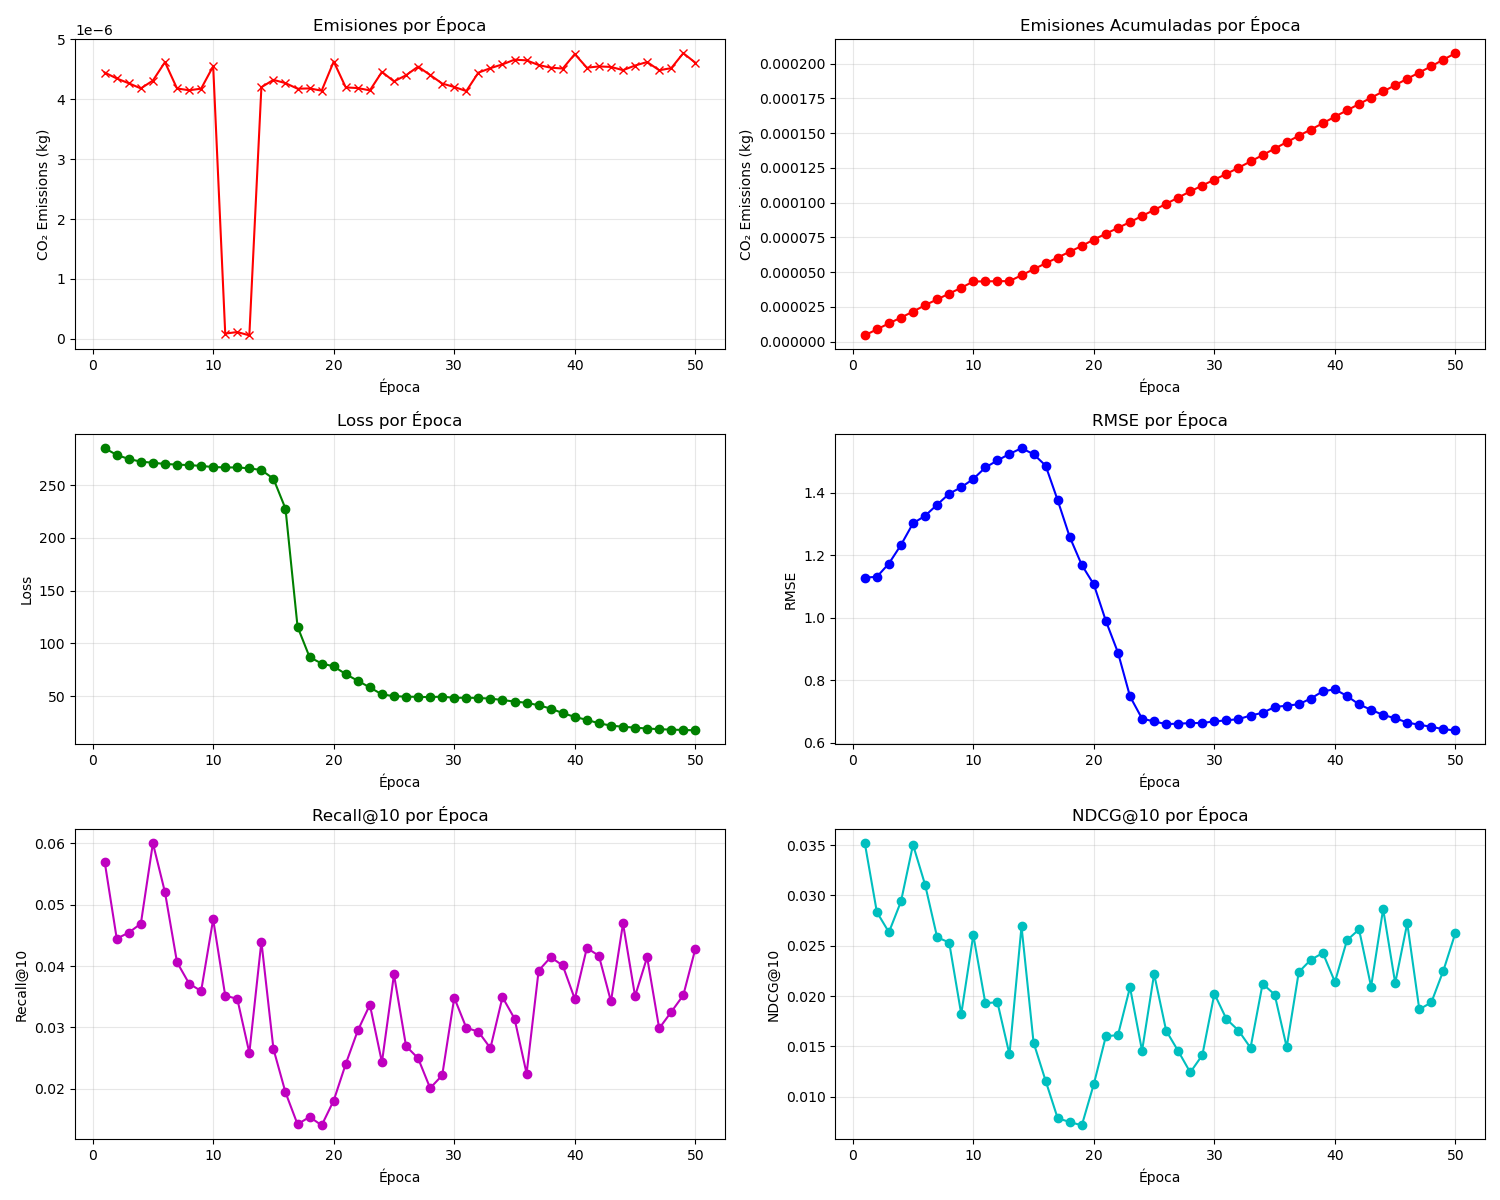 Emisiones por Época
1e−6
5
4
3
2
1
0
CO₂ Emissions (kg)
0 10 20 30 40 50
Época
Emisiones Acumuladas por Época
0.000200
0.000175
0.000150
0.000125
0.000100
0.000075
0.000050
0.000025
0.000000
CO₂ Emissions (kg)
0 10 20 30 40 50
Época
Loss por Época
250
200
150
100
50
Loss
0 10 20 30 40 50
Época
RMSE por Época
1.4
1.2
1.0
0.8
0.6
RMSE
0 10 20 30 40 50
Época
Recall@10 por Época
0.06
0.05
0.04
0.03
0.02
Recall@10
0 10 20 30 40 50
Época
NDCG@10 por Época
0.035
0.030
0.025
0.020
0.015
0.010
NDCG@10
0 10 20 30 40 50
Época